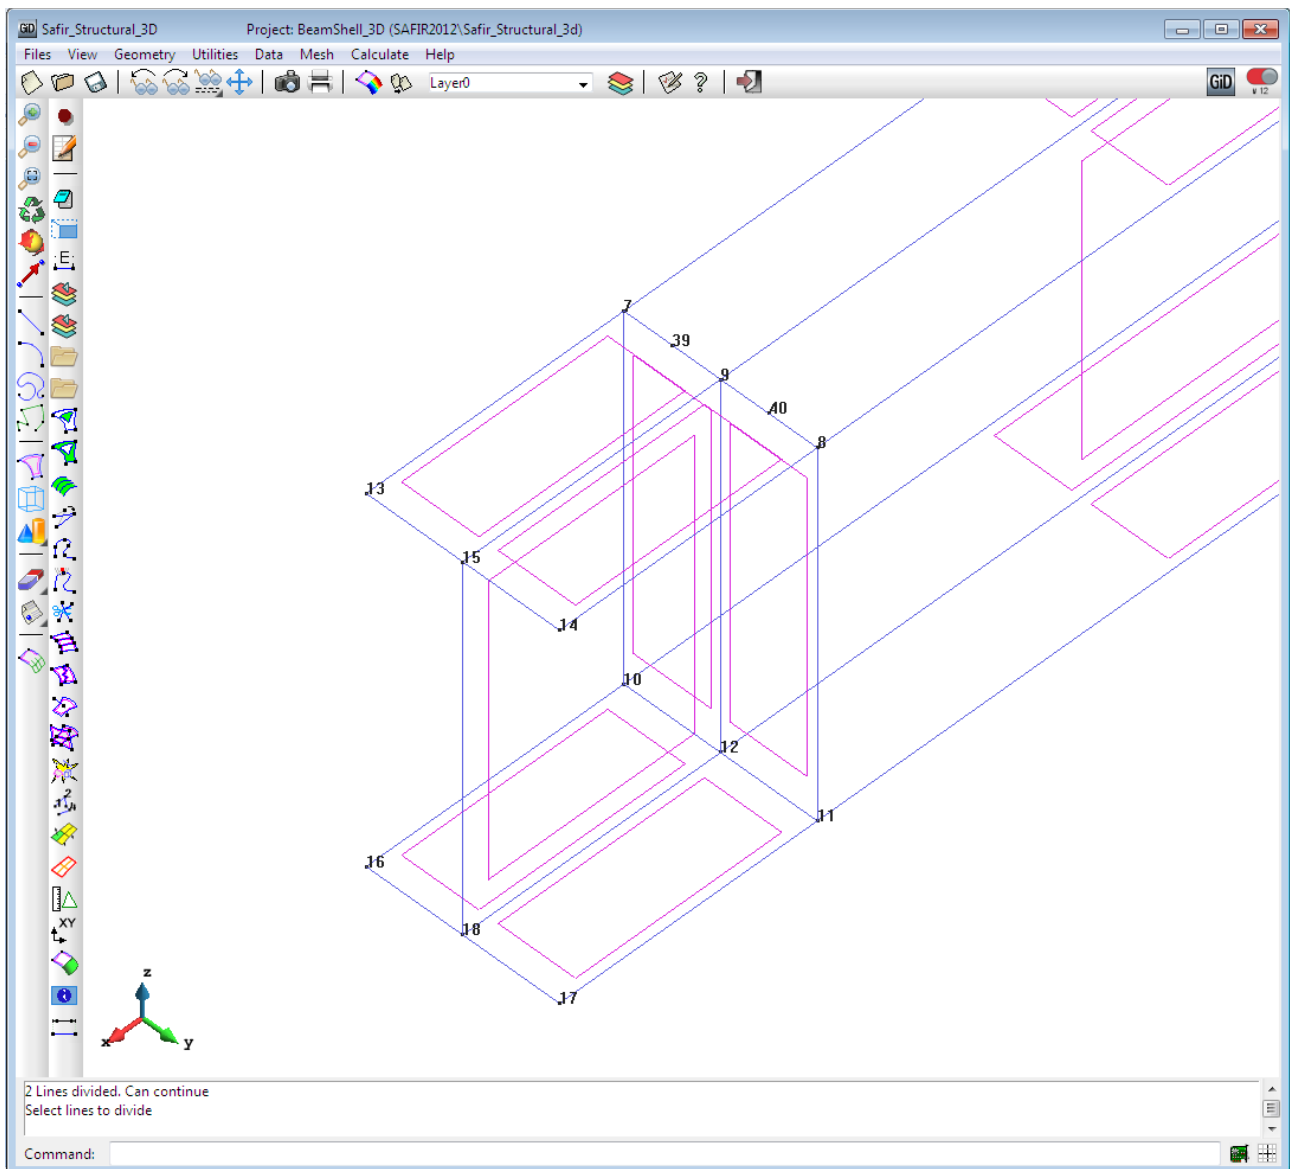 Safir_Structural_3D Project: BeamShell_3D (SAFIR2012\Safir_Structural_3d)
Files View Geometry Utilities Data Mesh Calculate Help
Layer0
GiD
v 12
E
7
39
9
40
8
13
15
14
10
12
11
16
18
17
2
XY
z
x
y
2 Lines divided. Can continue
Select lines to divide
Command: